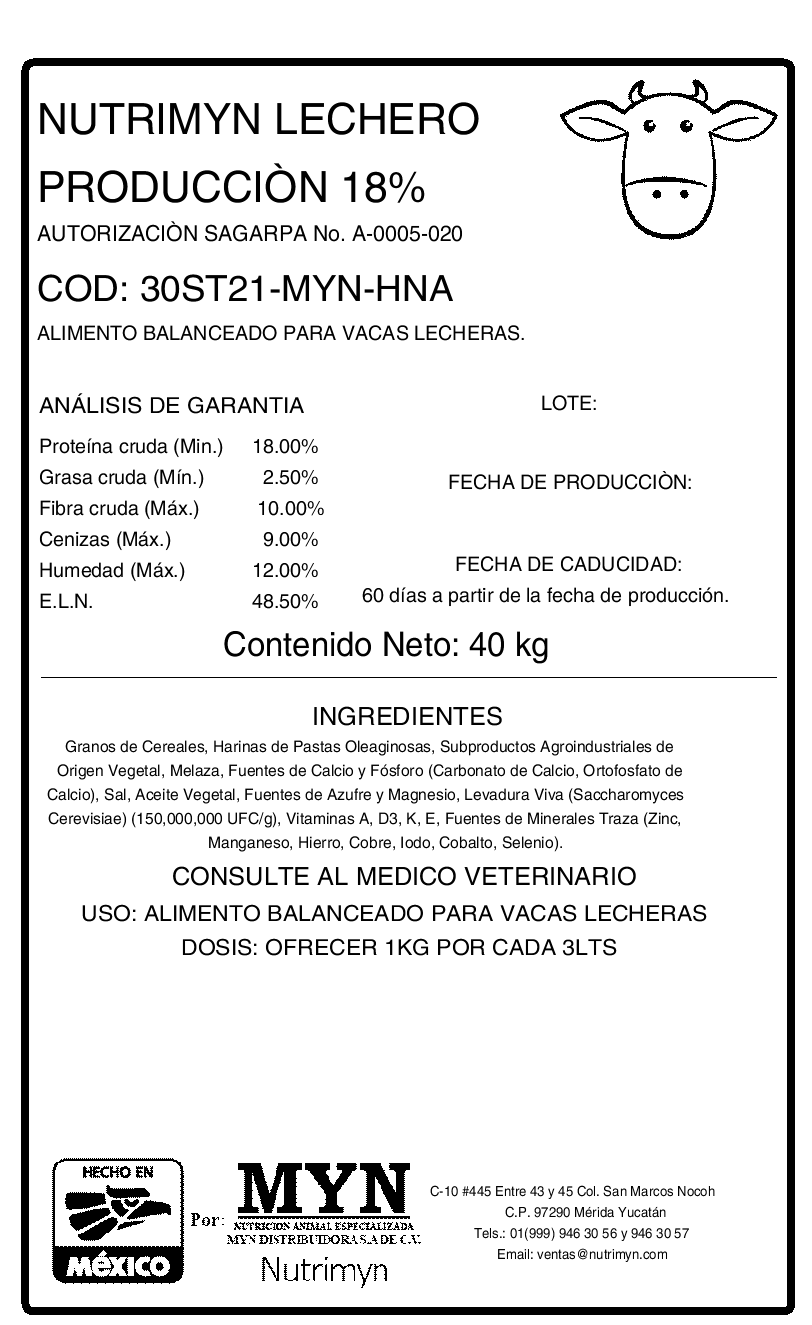 NUTRIMYN LECHERO
PRODUCCIÒN 18%
AUTORIZACIÒN SAGARPA No. A-0005-020
COD: 30ST21-MYN-HNA
ALIMENTO BALANCEADO PARA VACAS LECHERAS.
ANÁLISIS DE GARANTIA
Proteína cruda (Min.) 18.00%
Grasa cruda (Mín.) 2.50%
Fibra cruda (Máx.) 10.00%
Cenizas (Máx.) 9.00%
Humedad (Máx.) 12.00%
E.L.N. 48.50%
LOTE:
FECHA DE PRODUCCIÒN:
FECHA DE CADUCIDAD:
60 días a partir de la fecha de producción.
Contenido Neto: 40 kg
INGREDIENTES
Granos de Cereales, Harinas de Pastas Oleaginosas, Subproductos Agroindustriales de
Origen Vegetal, Melaza, Fuentes de Calcio y Fósforo (Carbonato de Calcio, Ortofosfato de
Calcio), Sal, Aceite Vegetal, Fuentes de Azufre y Magnesio, Levadura Viva (Saccharomyces
Cerevisiae) (150,000,000 UFC/g), Vitaminas A, D3, K, E, Fuentes de Minerales Traza (Zinc,
Manganeso, Hierro, Cobre, Iodo, Cobalto, Selenio).
CONSULTE AL MEDICO VETERINARIO
USO: ALIMENTO BALANCEADO PARA VACAS LECHERAS
DOSIS: OFRECER 1KG POR CADA 3LTS
HECHO EN
MéXICO
Por:
MYN
NUTRICION ANIMAL ESPECIALIZADA
MYN DISTRIBUIDORA S.A DE C.V.
Nutrimyn
C-10 #445 Entre 43 y 45 Col. San Marcos Nocoh
C.P. 97290 Mérida Yucatán
Tels.: 01(999) 946 30 56 y 946 30 57
Email: ventas@nutrimyn.com